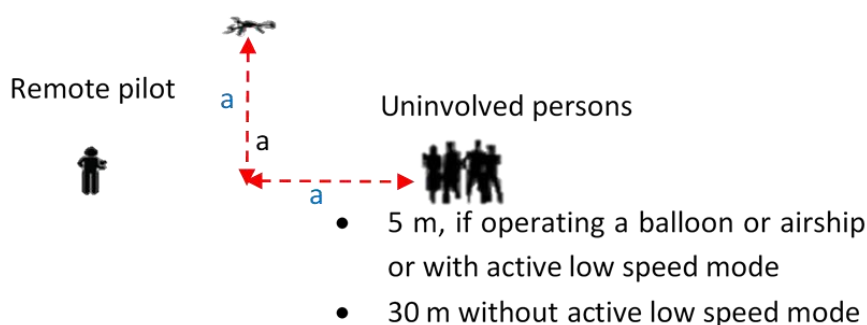 Remote pilot
a
Uninvolved persons
a
a
• 5 m, if operating a balloon or airship
or with active low speed mode
• 30 m without active low speed mode